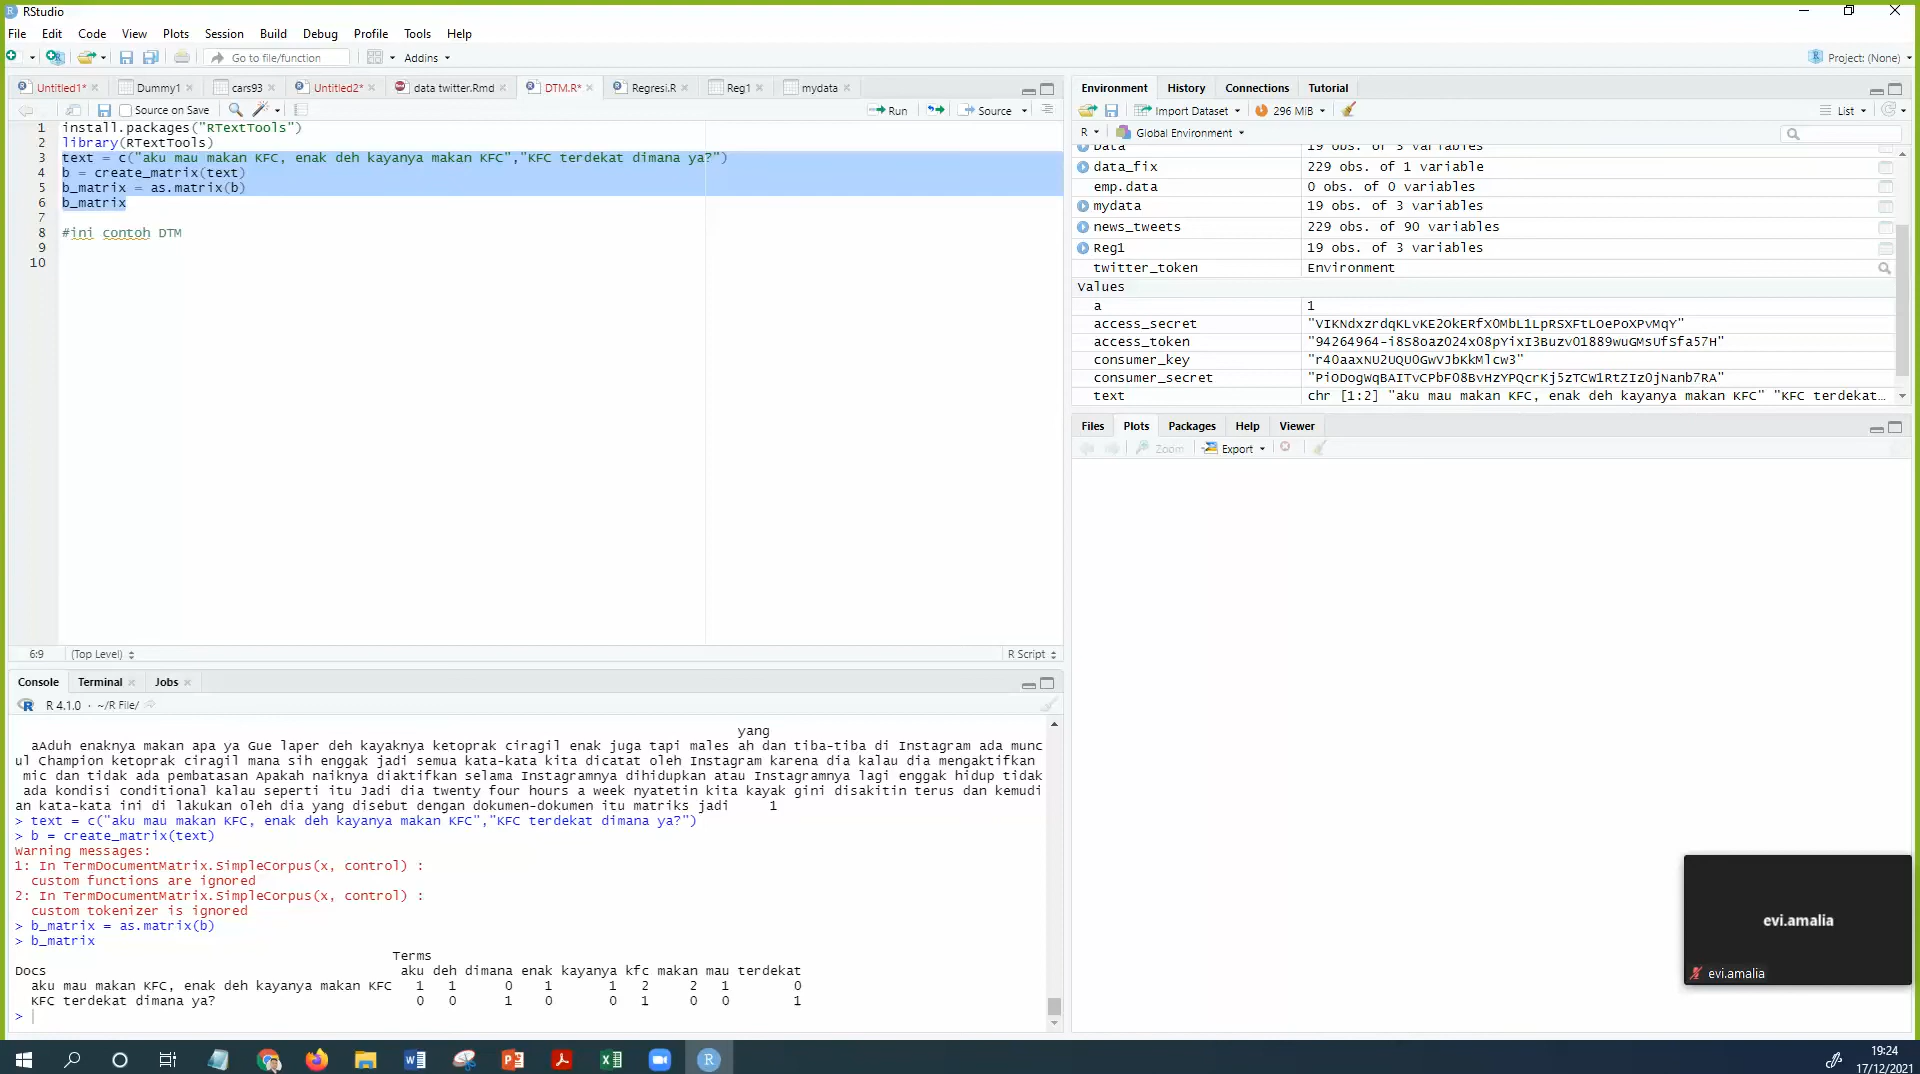 RStudio
File Edit Code View Plots Session Build Debug Profile Tools Help
Go to file/function Addins Project: (None)
Untitled1* Dummy1 cars93 Untitled2* data twitter.Rmd DTM.R* Regresi.R Reg1 mydata
Source on Save Run Source
1 install.packages("RTextTools")
2 library(RTextTools)
3 text = c("aku mau makan KFC, enak deh kayanya makan KFC","KFC terdekat dimana ya?")
4 b = create_matrix(text)
5 b_matrix = as.matrix(b)
6 b_matrix
7
8 #ini contoh DTM
9
10
6:9 (Top Level) R Script
Console Terminal Jobs
R 4.1.0 · ~/R File/
yang
aAduh enaknya makan apa ya Gue laper deh kayaknya ketoprak ciragil enak juga tapi males ah dan tiba-tiba di Instagram ada munc
ul Champion ketoprak ciragil mana sih enggak jadi semua kata-kata kita dicatat oleh Instagram karena dia kalau dia mengaktifkan
mic dan tidak ada pembatasan Apakah naiknya diaktifkan selama Instagramnya dihidupkan atau Instagramnya lagi enggak hidup tidak
ada kondisi conditional kalau seperti itu Jadi dia twenty four hours a week nyatetin kita kayak gini disakitin terus dan kemudi
an kata-kata ini di lakukan oleh dia yang disebut dengan dokumen-dokumen itu matriks jadi 1
> text = c("aku mau makan KFC, enak deh kayanya makan KFC","KFC terdekat dimana ya?")
> b = create_matrix(text)
Warning messages:
1: In TermDocumentMatrix.SimpleCorpus(x, control) :
custom functions are ignored
2: In TermDocumentMatrix.SimpleCorpus(x, control) :
custom tokenizer is ignored
> b_matrix = as.matrix(b)
> b_matrix
Terms
Docs aku deh dimana enak kayanya kfc makan mau terdekat
aku mau makan KFC, enak deh kayanya makan KFC 1 1 0 1 1 2 2 1 0
KFC terdekat dimana ya? 0 0 1 0 0 1 0 0 1
>
Environment History Connections Tutorial
Import Dataset 296 MiB List
R Global Environment
Data 19 obs. of 3 variables
data_fix 229 obs. of 1 variable
emp.data 0 obs. of 0 variables
mydata 19 obs. of 3 variables
news_tweets 229 obs. of 90 variables
Reg1 19 obs. of 3 variables
twitter_token Environment
Values
a 1
access_secret "VIKNdxzrdqKLvKE2OkERfX0MbL1LpRSXFtLOePoXPvMqY"
access_token "94264964-i8S8oaz024x08pYixI3Buzv01889wuGMsUfSfa57H"
consumer_key "r40aaxNU2UQU0GwVJbKkMlcw3"
consumer_secret "PiODogWqBAITvCPbF08BvHzYPQcrKj5zTCW1RtZIz0jNanb7RA"
text chr [1:2] "aku mau makan KFC, enak deh kayanya makan KFC" "KFC terdekat…
Files Plots Packages Help Viewer
Zoom Export
evi.amalia
evi.amalia
19:24
17/12/2021